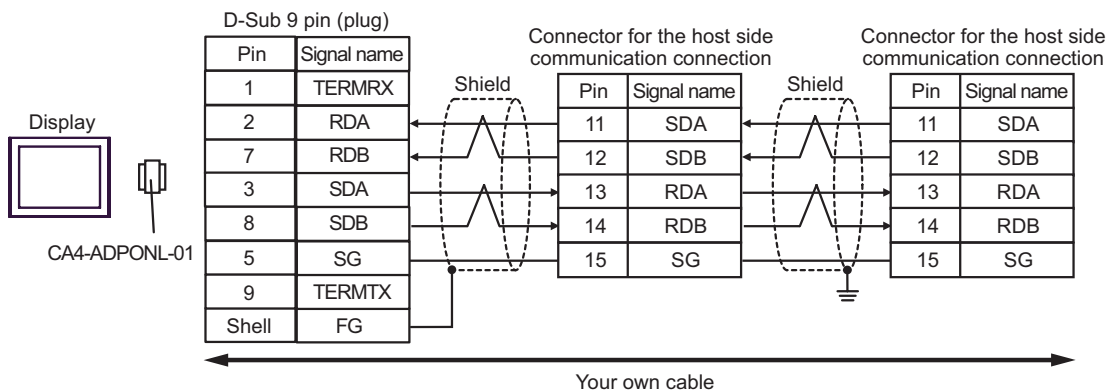 D-Sub 9 pin (plug)
Pin Signal name
1 TERMRX
2 RDA
7 RDB
3 SDA
8 SDB
5 SG
9 TERMTX
Shell FG
Display
CA4-ADPONL-01
Shield
Connector for the host side
communication connection
Pin Signal name
11 SDA
12 SDB
13 RDA
14 RDB
15 SG
Shield
Connector for the host side
communication connection
Pin Signal name
11 SDA
12 SDB
13 RDA
14 RDB
15 SG
Your own cable